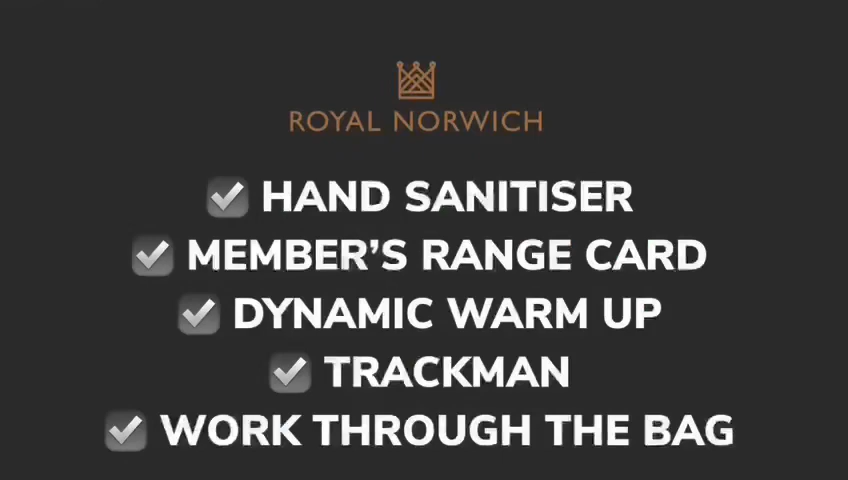 ROYAL NORWICH
HAND SANITISER
MEMBER’S RANGE CARD
DYNAMIC WARM UP
TRACKMAN
WORK THROUGH THE BAG